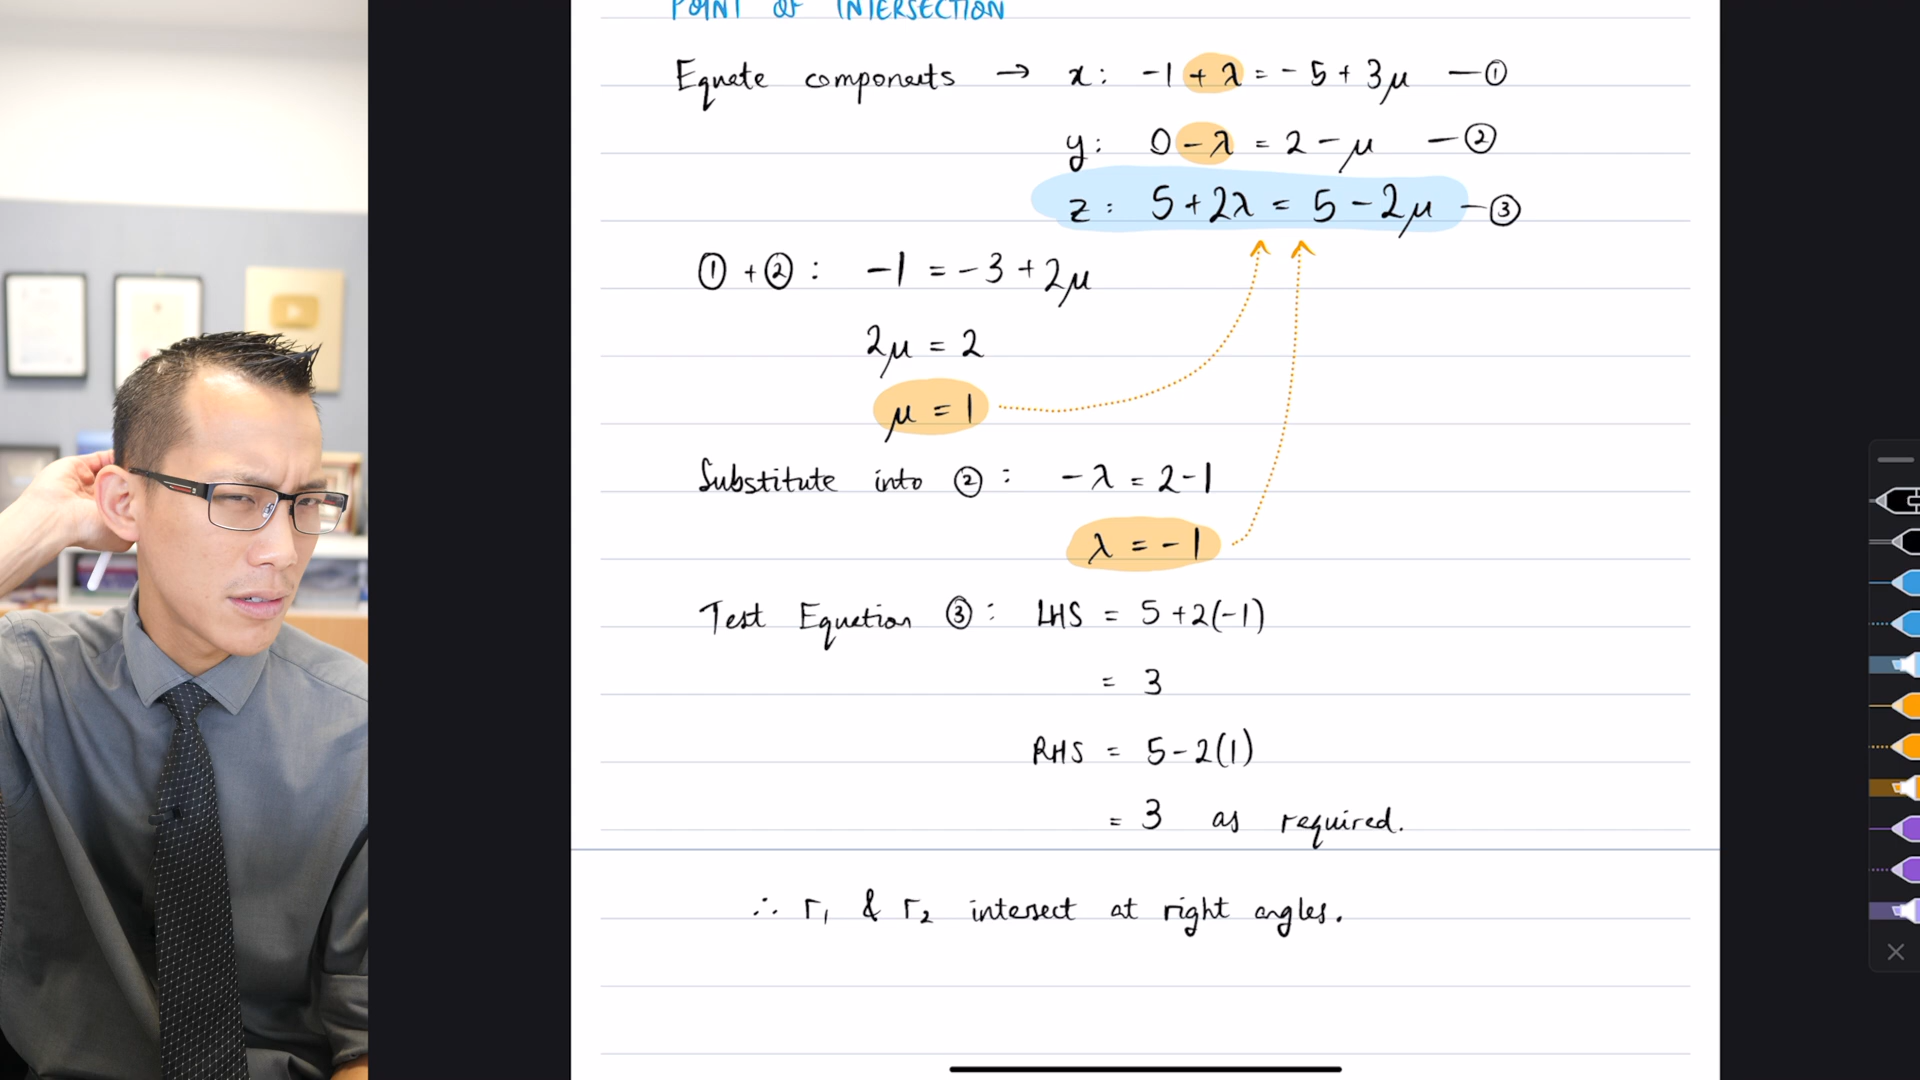 POINT OF INTERSECTION
Equate components → x: -1 + λ = -5 + 3μ —①
y: 0 - λ = 2 - μ —②
z: 5 + 2λ = 5 - 2μ —③
① + ②: -1 = -3 + 2μ
2μ = 2
μ = 1
Substitute into ②: -λ = 2-1
λ = -1
Test Equation ③: LHS = 5 + 2(-1)
= 3
RHS = 5 - 2(1)
= 3 as required.
∴ r₁ & r₂ intersect at right angles.